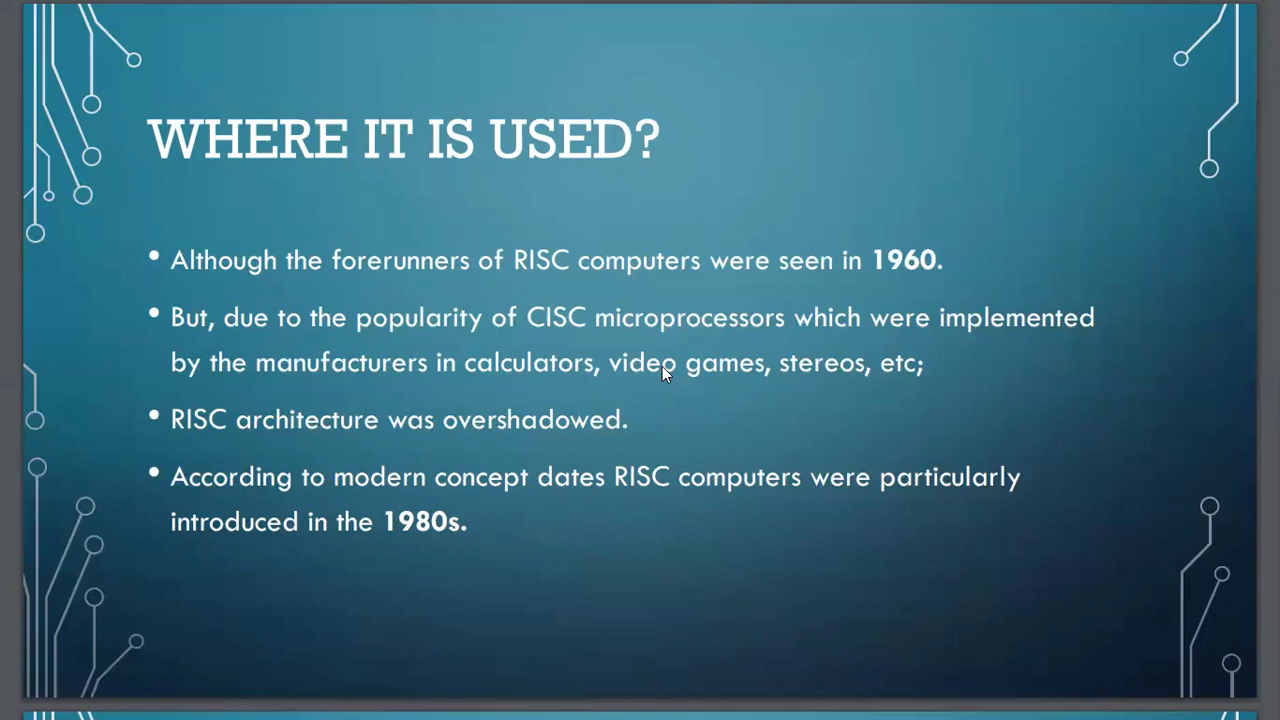 WHERE IT IS USED?
• Although the forerunners of RISC computers were seen in 1960.
• But, due to the popularity of CISC microprocessors which were implemented
by the manufacturers in calculators, video games, stereos, etc;
• RISC architecture was overshadowed.
• According to modern concept dates RISC computers were particularly
introduced in the 1980s.